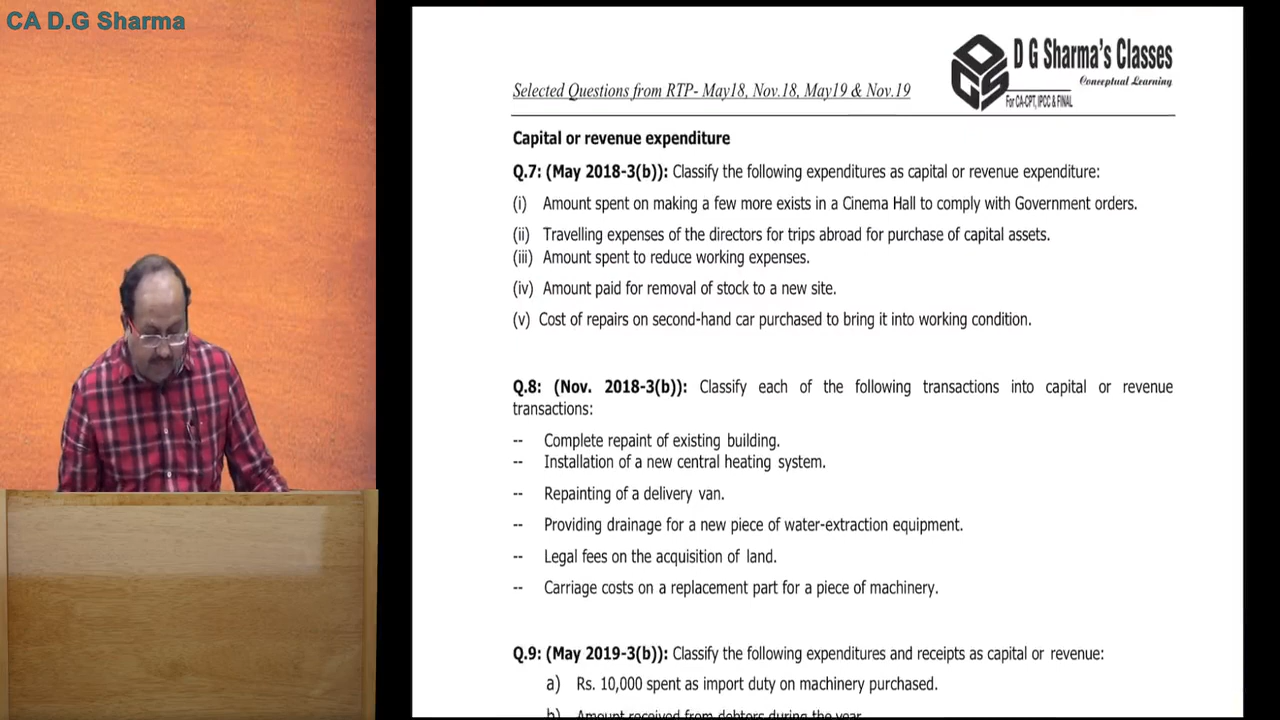 CA D.G Sharma
D G Sharma's Classes
Conceptual Learning
For CA-CPT, IPCC & FINAL
Selected Questions from RTP- May18, Nov.18, May19 & Nov.19
Capital or revenue expenditure
Q.7: (May 2018-3(b)): Classify the following expenditures as capital or revenue expenditure:
(i) Amount spent on making a few more exists in a Cinema Hall to comply with Government orders.
(ii) Travelling expenses of the directors for trips abroad for purchase of capital assets.
(iii) Amount spent to reduce working expenses.
(iv) Amount paid for removal of stock to a new site.
(v) Cost of repairs on second-hand car purchased to bring it into working condition.
Q.8: (Nov. 2018-3(b)): Classify each of the following transactions into capital or revenue
transactions:
-- Complete repaint of existing building.
-- Installation of a new central heating system.
-- Repainting of a delivery van.
-- Providing drainage for a new piece of water-extraction equipment.
-- Legal fees on the acquisition of land.
-- Carriage costs on a replacement part for a piece of machinery.
Q.9: (May 2019-3(b)): Classify the following expenditures and receipts as capital or revenue:
a) Rs. 10,000 spent as import duty on machinery purchased.
b) Amount received from debtors during the year